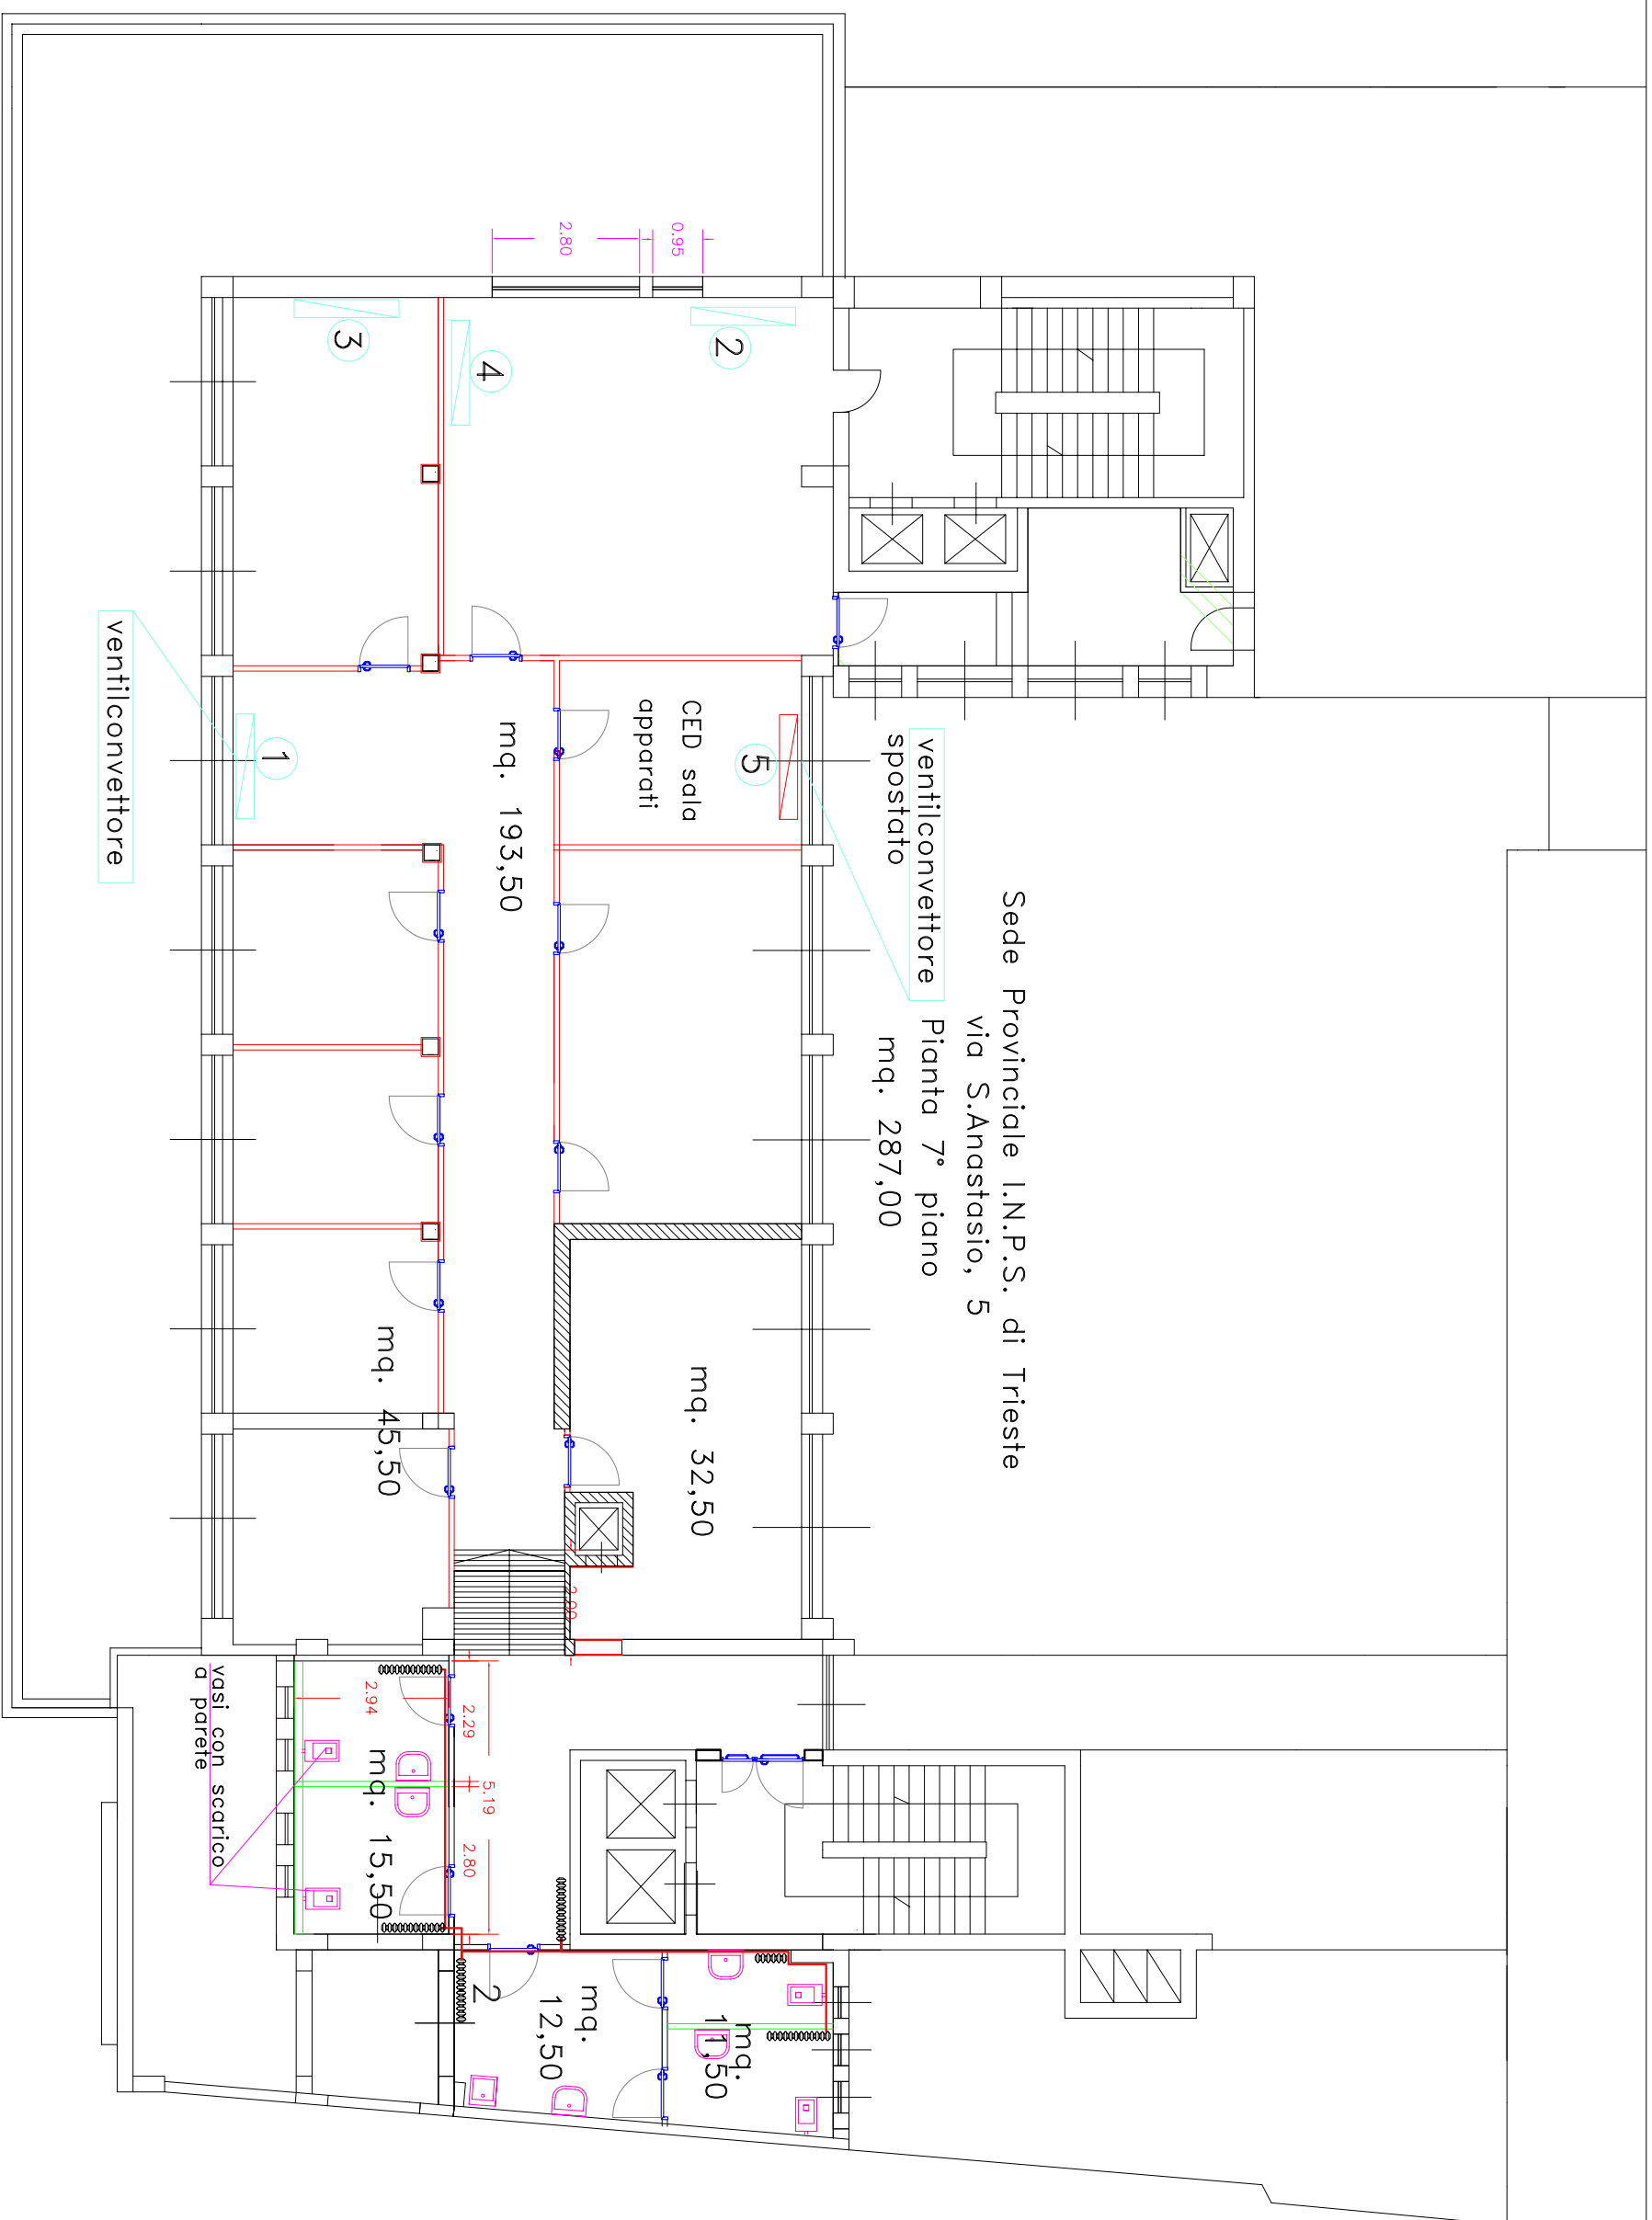 Sede Provinciale I.N.P.S. di Trieste
via S.Anastasio, 5
Pianta 7° piano
mq. 287,00
ventilconvettore
spostato
0.95
2.80
2
4
3
5
CED sala
apparati
mq. 193,50
1
ventilconvettore
mq. 32,50
mq. 45,50
2.00
2.29
5.19
2.80
2.94
mq. 15,50
vasi con scarico
a parete
mq.
11,50
mq.
12,50
2